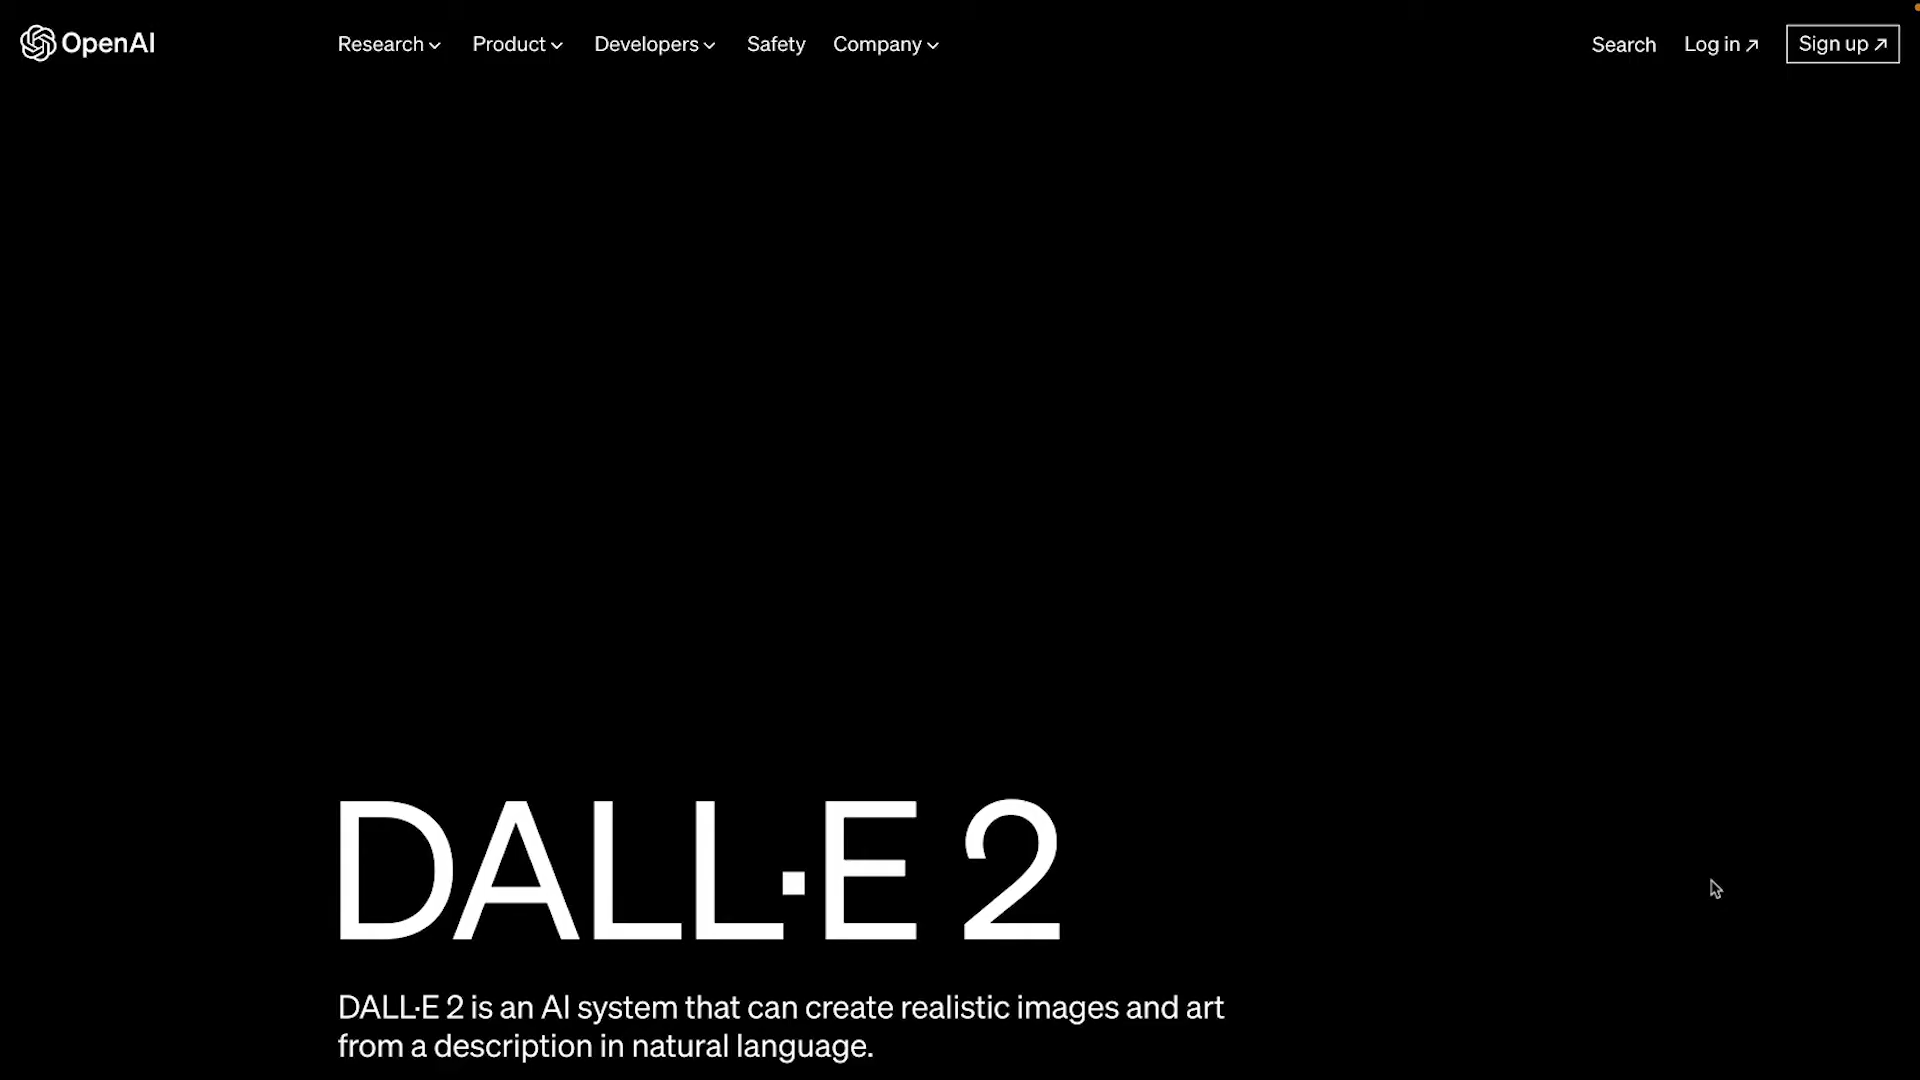 OpenAI
Research Product Developers Safety Company
Search Log in ↗ Sign up ↗
DALL·E 2
DALL·E 2 is an AI system that can create realistic images and art
from a description in natural language.